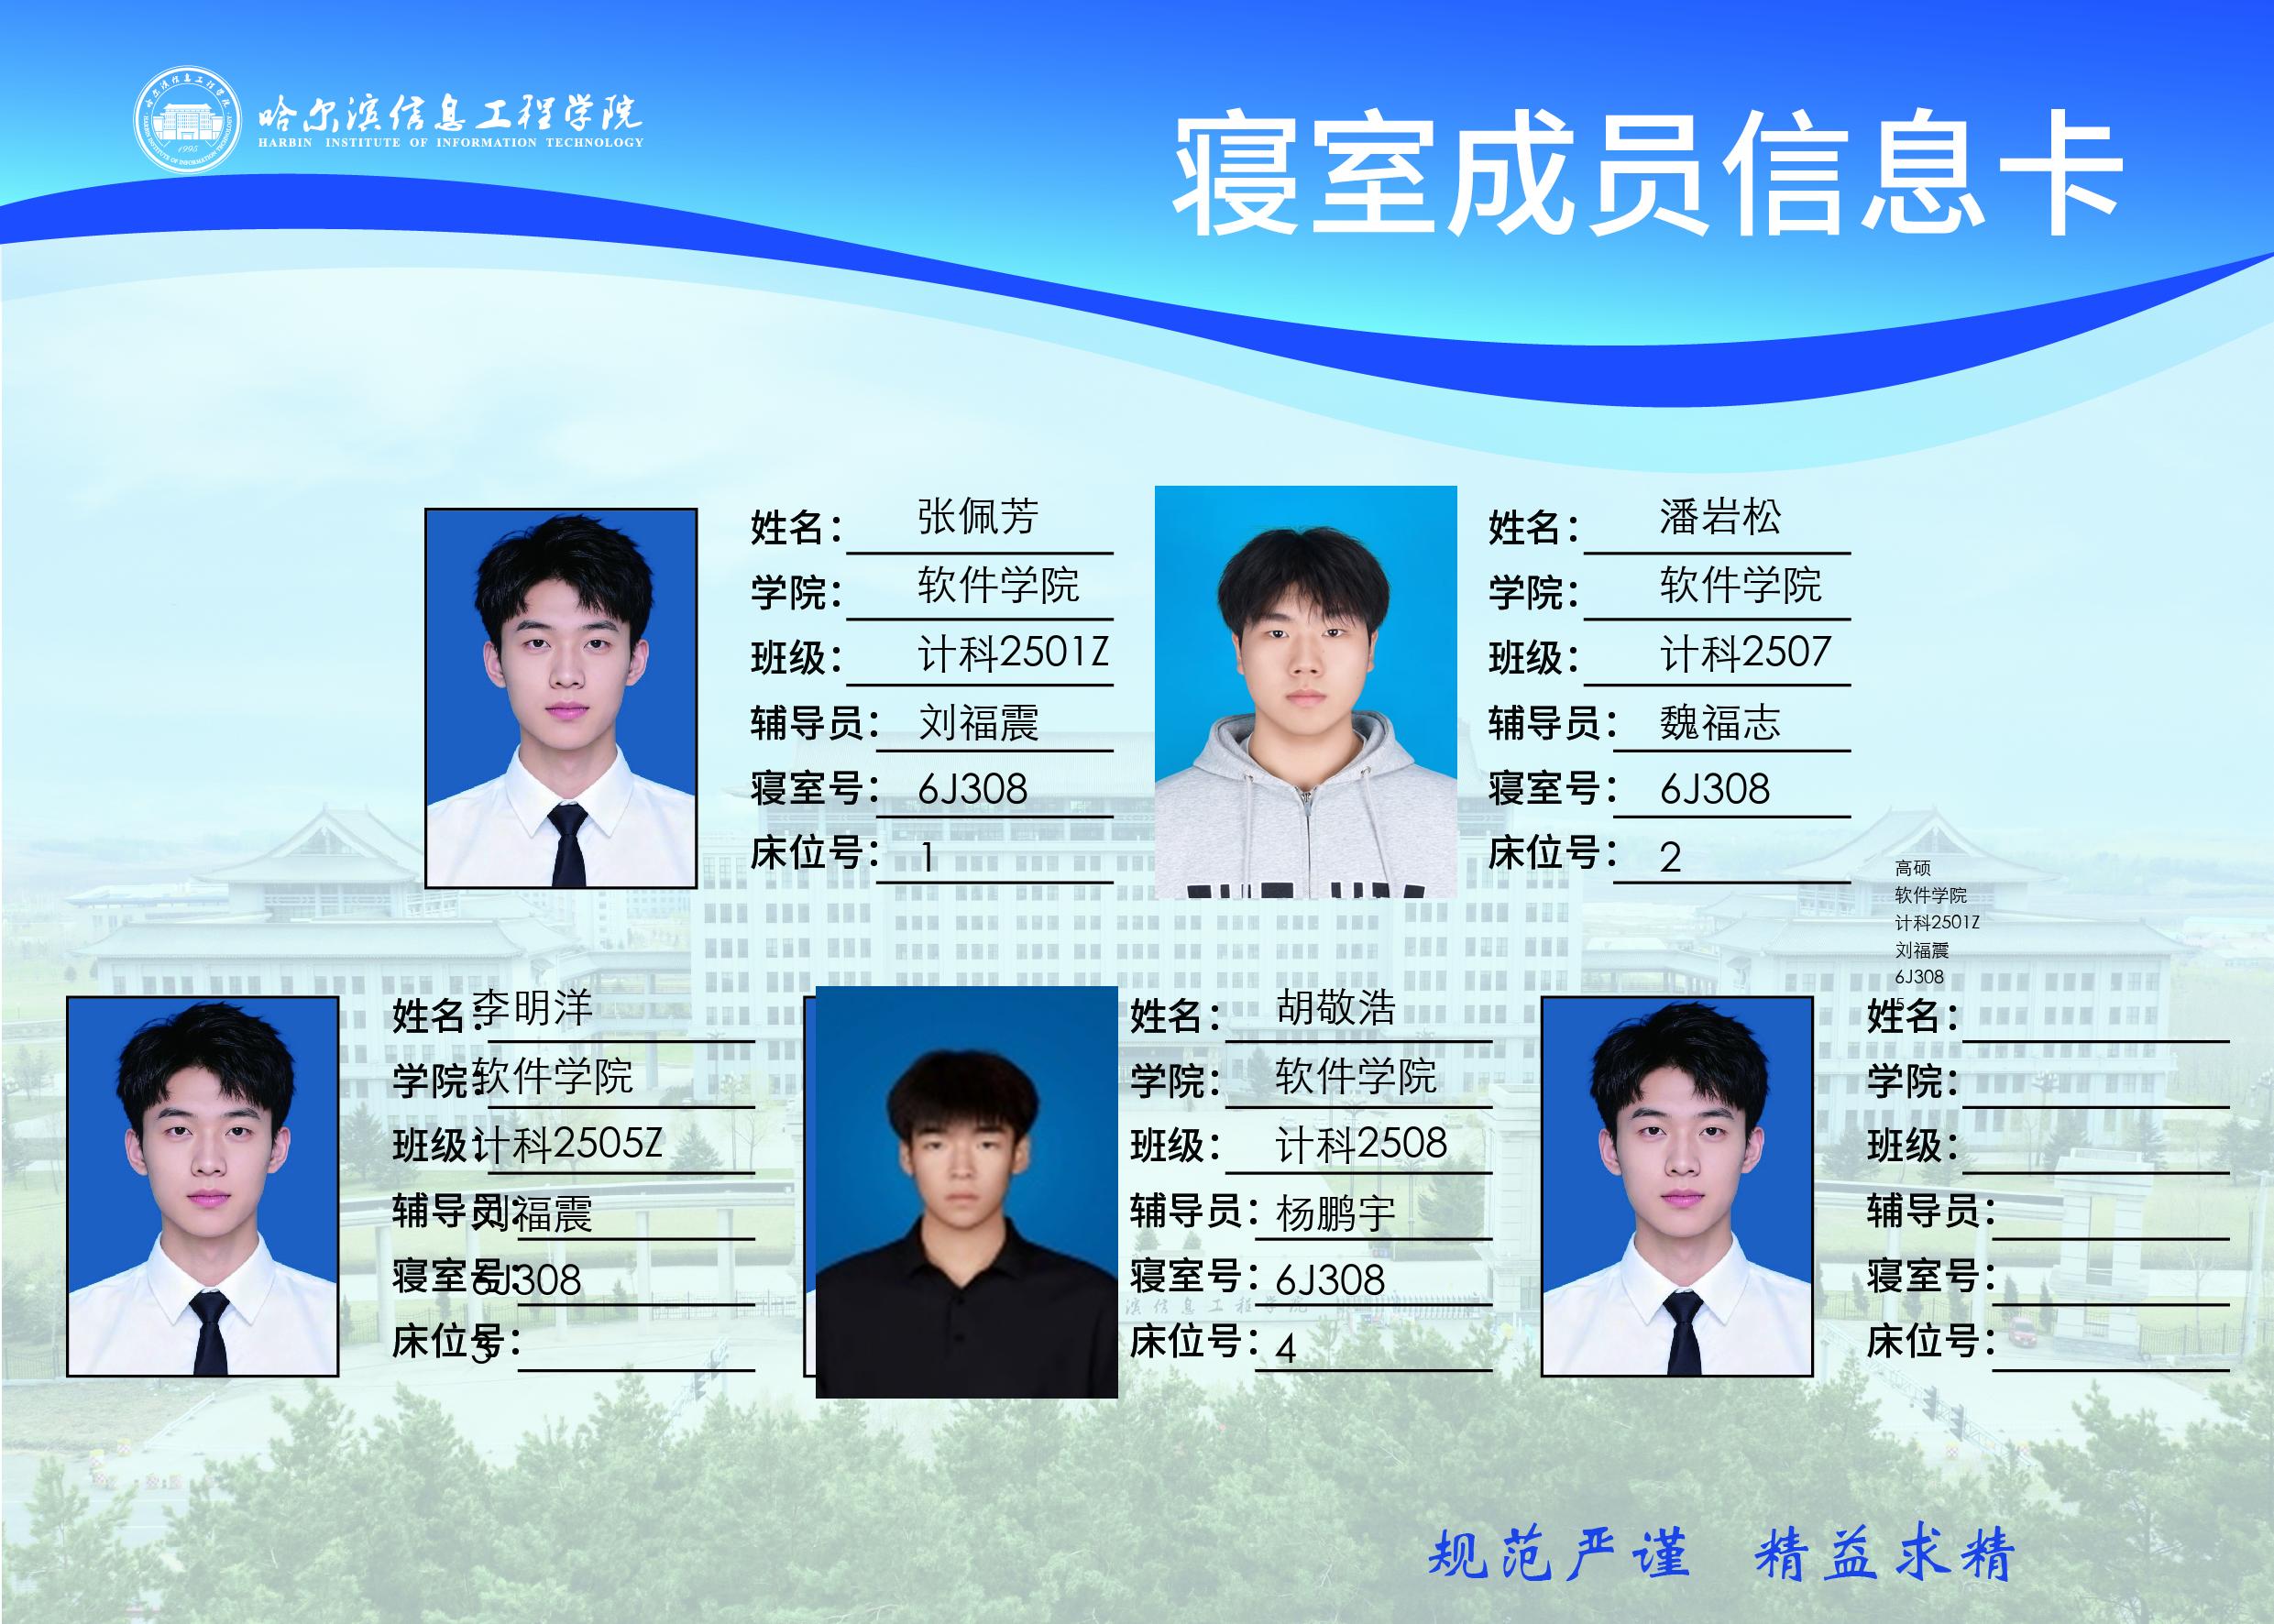 哈尔滨信息工程学院
HARBIN INSTITUTE OF INFORMATION TECHNOLOGY
1995
寝室成员信息卡
姓名： 张佩芳
学院： 软件学院
班级： 计科2501Z
辅导员： 刘福震
寝室号： 6J308
床位号： 1
姓名： 潘岩松
学院： 软件学院
班级： 计科2507
辅导员： 魏福志
寝室号： 6J308
床位号： 2
高硕
软件学院
计科2501Z
刘福震
6J308
5
姓名： 李明洋
学院： 软件学院
班级： 计科2505Z
辅导员： 刘福震
寝室号： 6J308
床位号： 3
姓名： 胡敬浩
学院： 软件学院
班级： 计科2508
辅导员： 杨鹏宇
寝室号： 6J308
床位号： 4
姓名：
学院：
班级：
辅导员：
寝室号：
床位号：
滨信息工程学院
规范严谨 精益求精